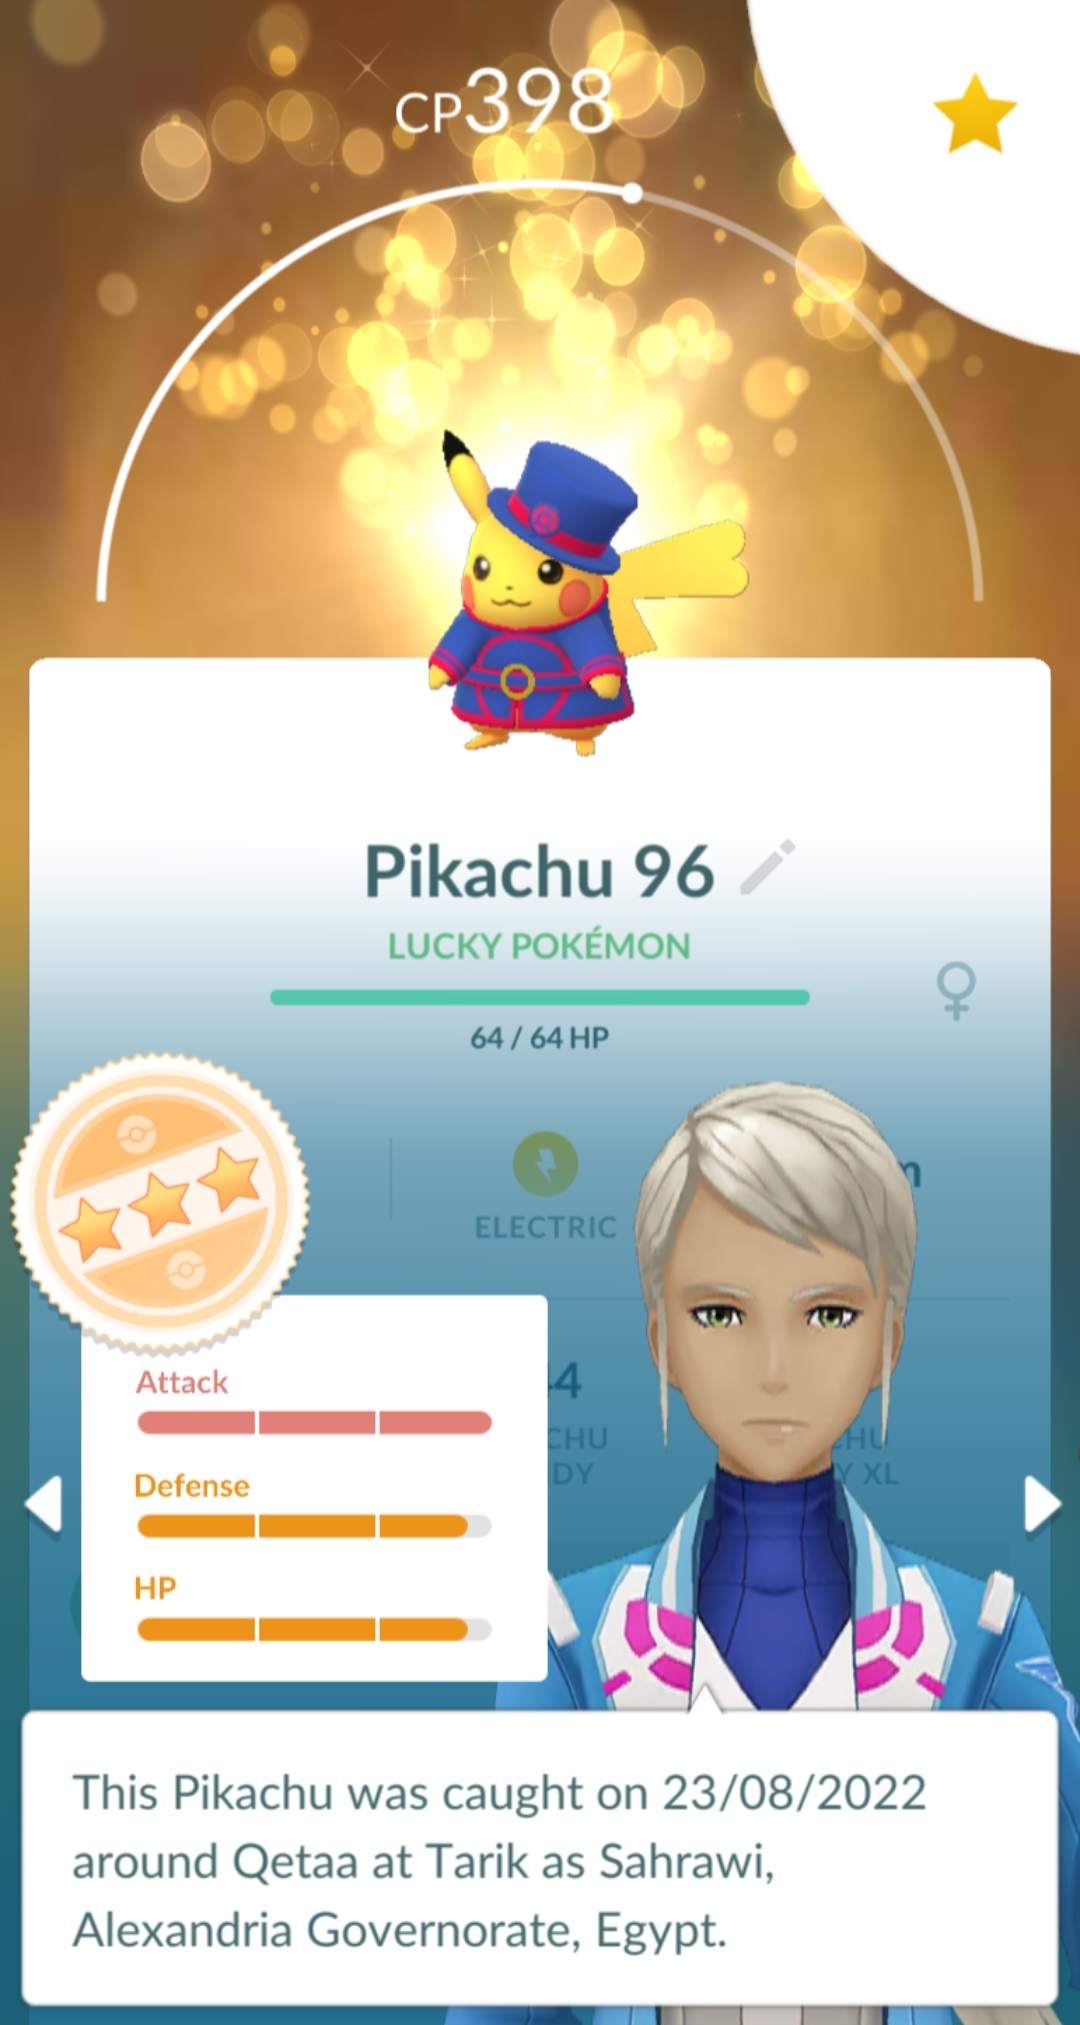 CP398
Pikachu 96
LUCKY POKÉMON
64 / 64 HP
ELECTRIC
Attack
Defense
HP
This Pikachu was caught on 23/08/2022
around Qetaa at Tarik as Sahrawi,
Alexandria Governorate, Egypt.